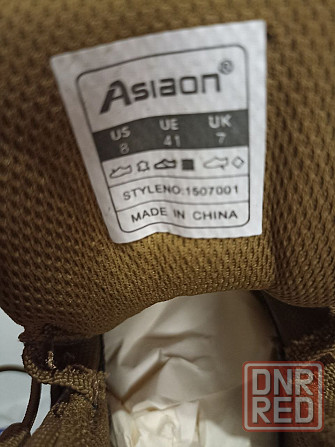 Asiaon®
US UE UK
8 41 7
STYLENO:1507001
MADE IN CHINA
DNR
RED